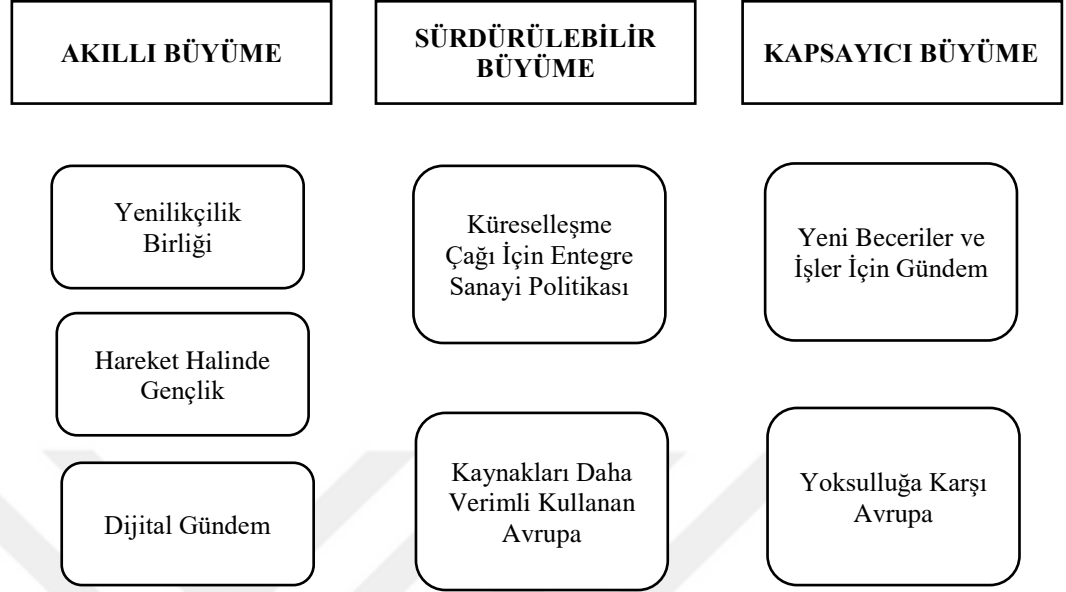 AKILLI BÜYÜME
SÜRDÜRÜLEBİLİR
BÜYÜME
KAPSAYICI BÜYÜME
Yenilikçilik
Birliği
Hareket Halinde
Gençlik
Dijital Gündem
Küreselleşme
Çağı İçin Entegre
Sanayi Politikası
Kaynakları Daha
Verimli Kullanan
Avrupa
Yeni Beceriler ve
İşler İçin Gündem
Yoksulluğa Karşı
Avrupa